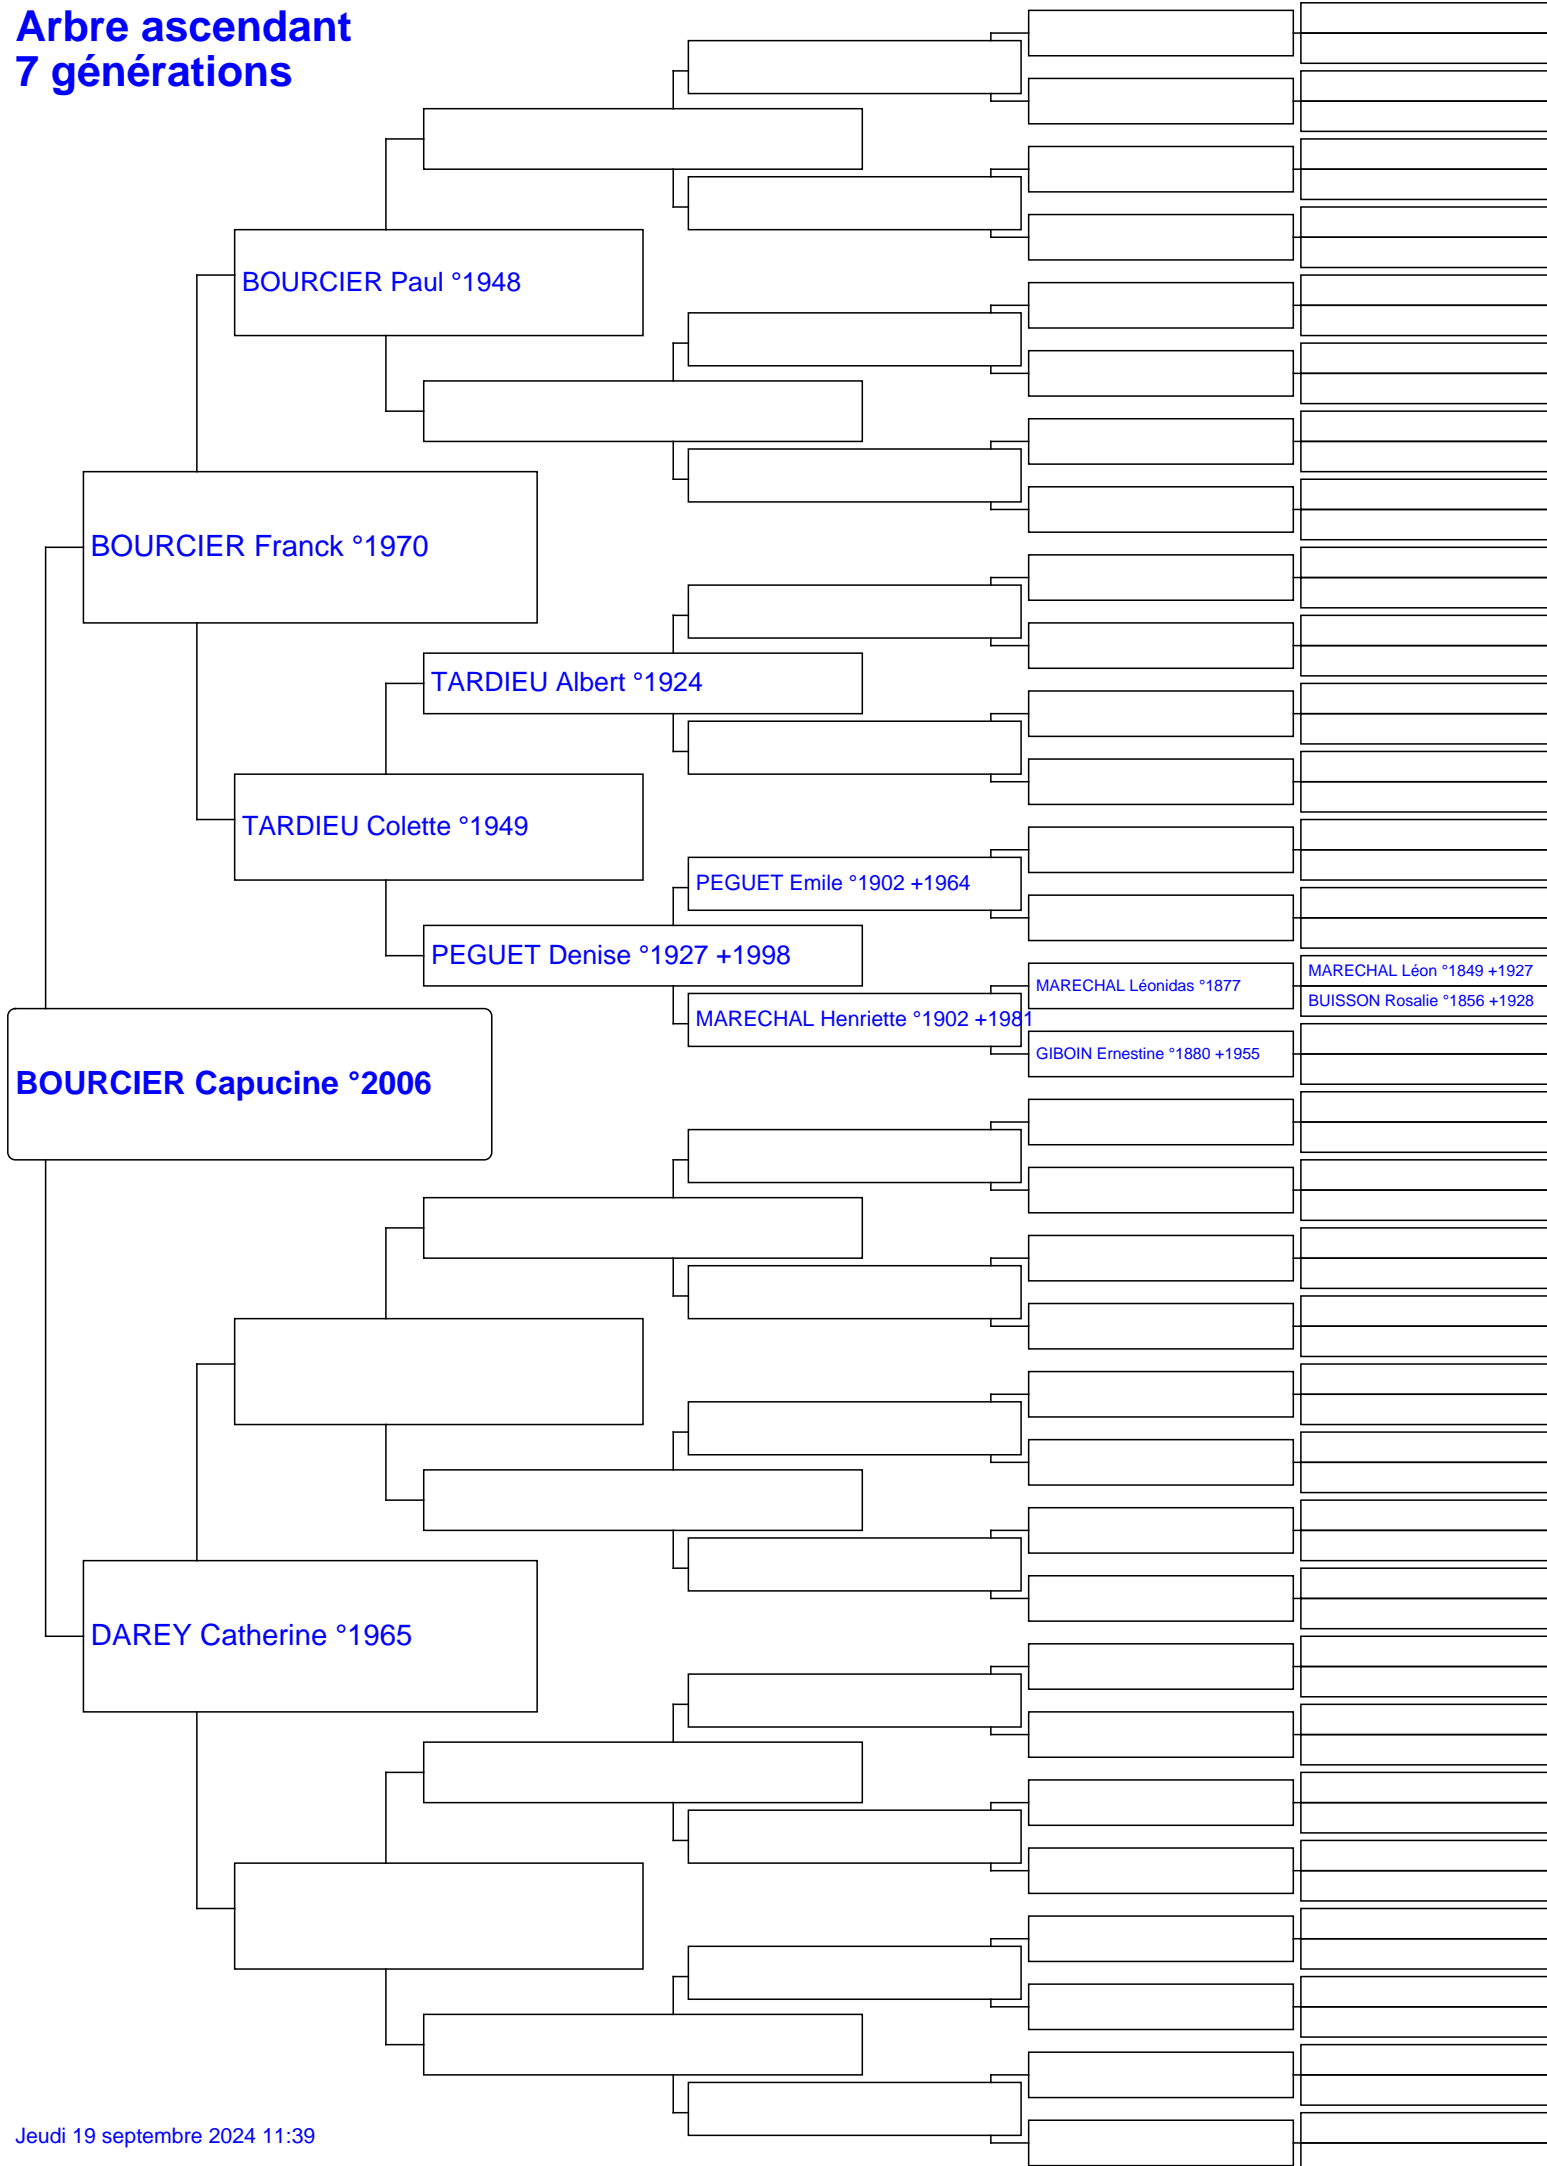 Arbre ascendant
7 générations
BOURCIER Paul °1948
BOURCIER Franck °1970
TARDIEU Albert °1924
TARDIEU Colette °1949
PEGUET Emile °1902 +1964
PEGUET Denise °1927 +1998
MARECHAL Léon °1849 +1927
MARECHAL Léonidas °1877
BUISSON Rosalie °1856 +1928
MARECHAL Henriette °1902 +1981
GIBOIN Ernestine °1880 +1955
BOURCIER Capucine °2006
DAREY Catherine °1965
Jeudi 19 septembre 2024 11:39